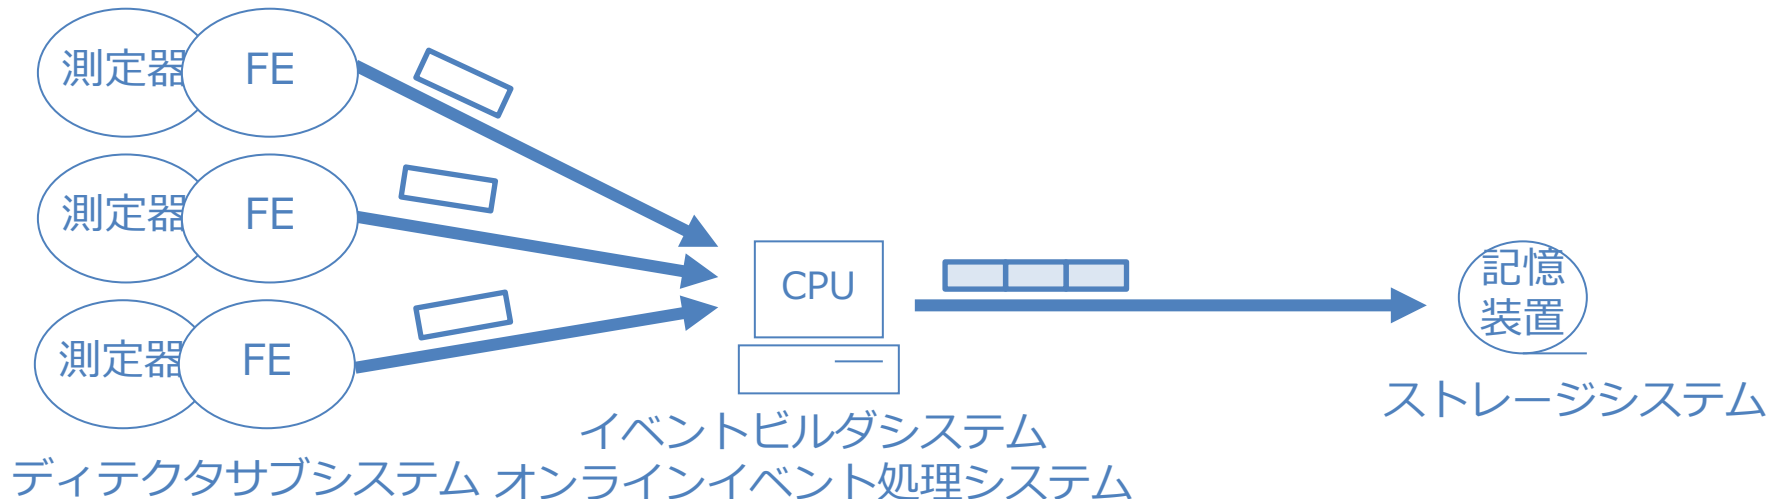 測定器 FE
測定器 FE
測定器 FE
CPU
記憶
装置
ストレージシステム
イベントビルダシステム
ディテクタサブシステム
オンラインイベント処理システム